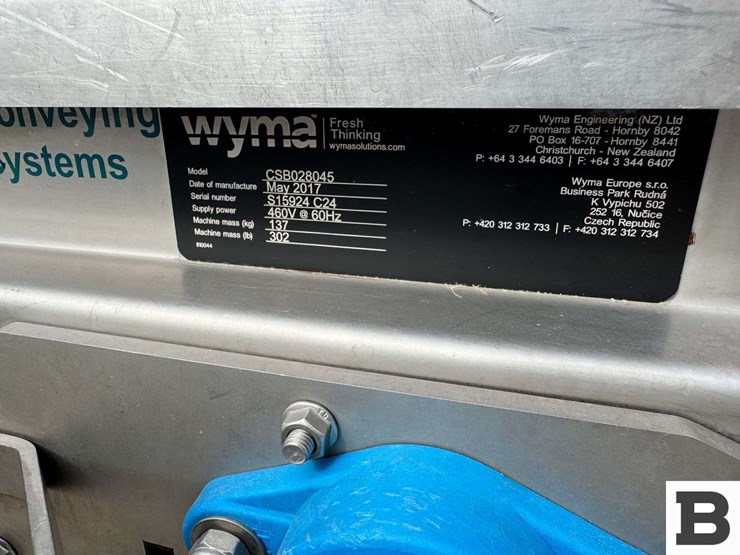 onveying
ystems
wyma™
Fresh
Thinking
wymasolutions.com
Model CSB028045
Date of manufacture May 2017
Serial number S15924 C24
Supply power 460V @ 60Hz
Machine mass (kg) 137
Machine mass (lb) 302
810044
Wyma Engineering (NZ) Ltd
27 Foremans Road - Hornby 8042
PO Box 16-707 - Hornby 8441
Christchurch - New Zealand
P: +64 3 344 6403 | F: +64 3 344 6407
Wyma Europe s.r.o.
Business Park Rudná
K Vypichu 502
252 16, Nučice
Czech Republic
P: +420 312 312 733 | F: +420 312 312 734
B